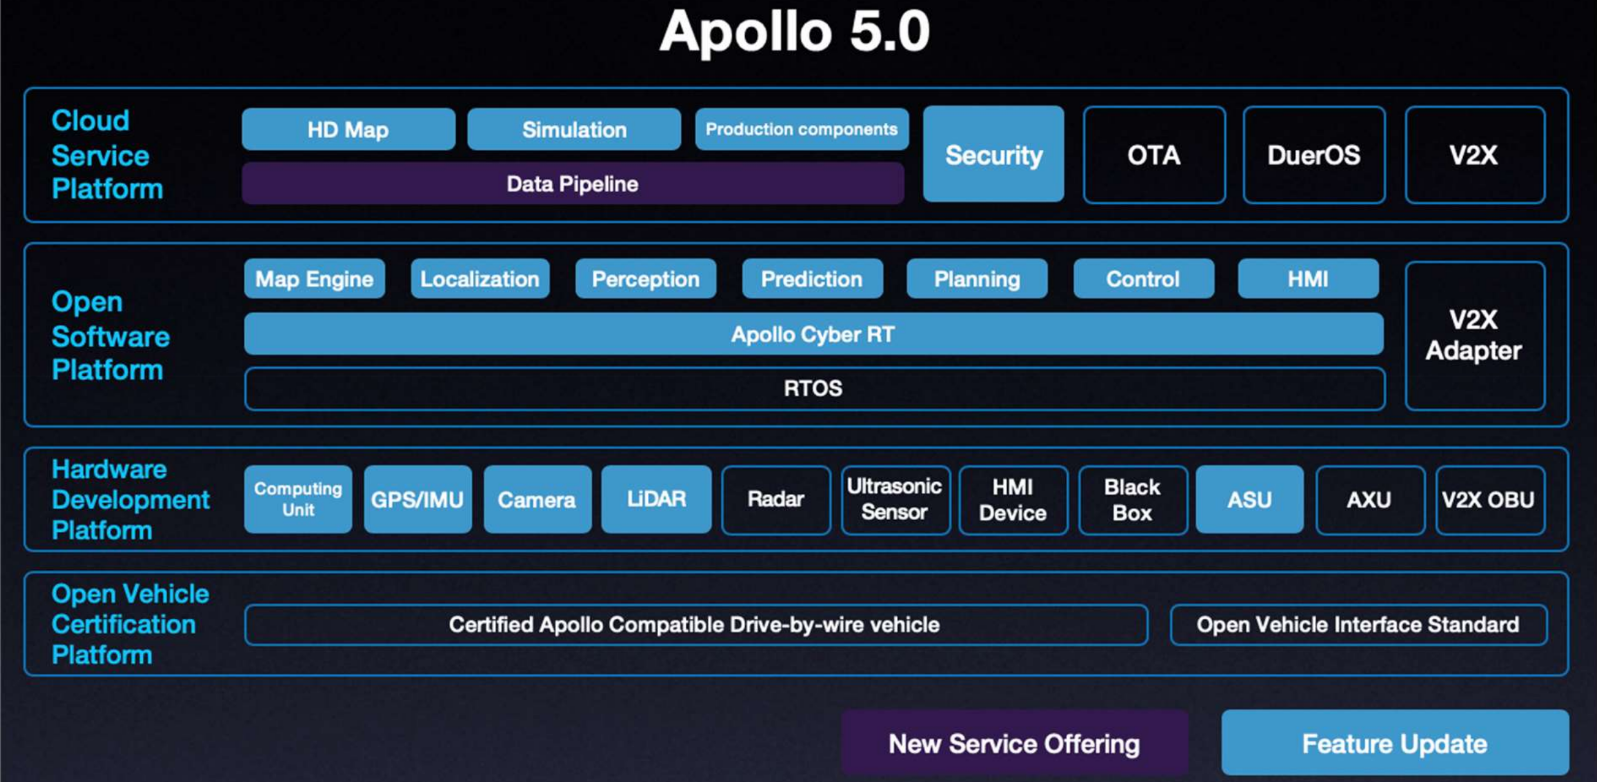 Apollo 5.0
Cloud
Service
Platform
HD Map
Simulation
Production components
Data Pipeline
Security
OTA
DuerOS
V2X
Open
Software
Platform
Map Engine
Localization
Perception
Prediction
Planning
Control
HMI
Apollo Cyber RT
RTOS
V2X
Adapter
Hardware
Development
Platform
Computing
Unit
GPS/IMU
Camera
LiDAR
Radar
Ultrasonic
Sensor
HMI
Device
Black
Box
ASU
AXU
V2X OBU
Open Vehicle
Certification
Platform
Certified Apollo Compatible Drive-by-wire vehicle
Open Vehicle Interface Standard
New Service Offering
Feature Update